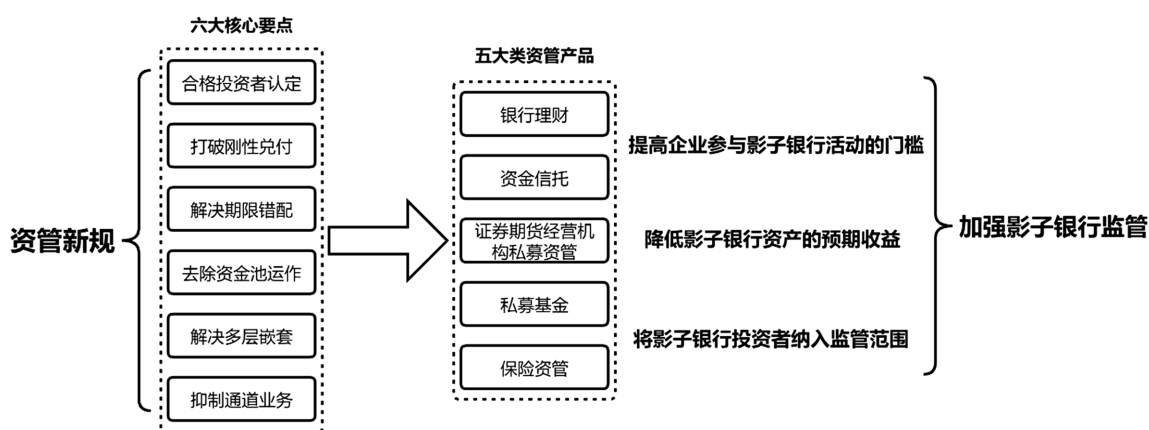 六大核心要点
资管新规
合格投资者认定
打破刚性兑付
解决期限错配
去除资金池运作
解决多层嵌套
抑制通道业务
五大类资管产品
银行理财
资金信托
证券期货经营机
构私募资管
私募基金
保险资管
提高企业参与影子银行活动的门槛
降低影子银行资产的预期收益
将影子银行投资者纳入监管范围
加强影子银行监管